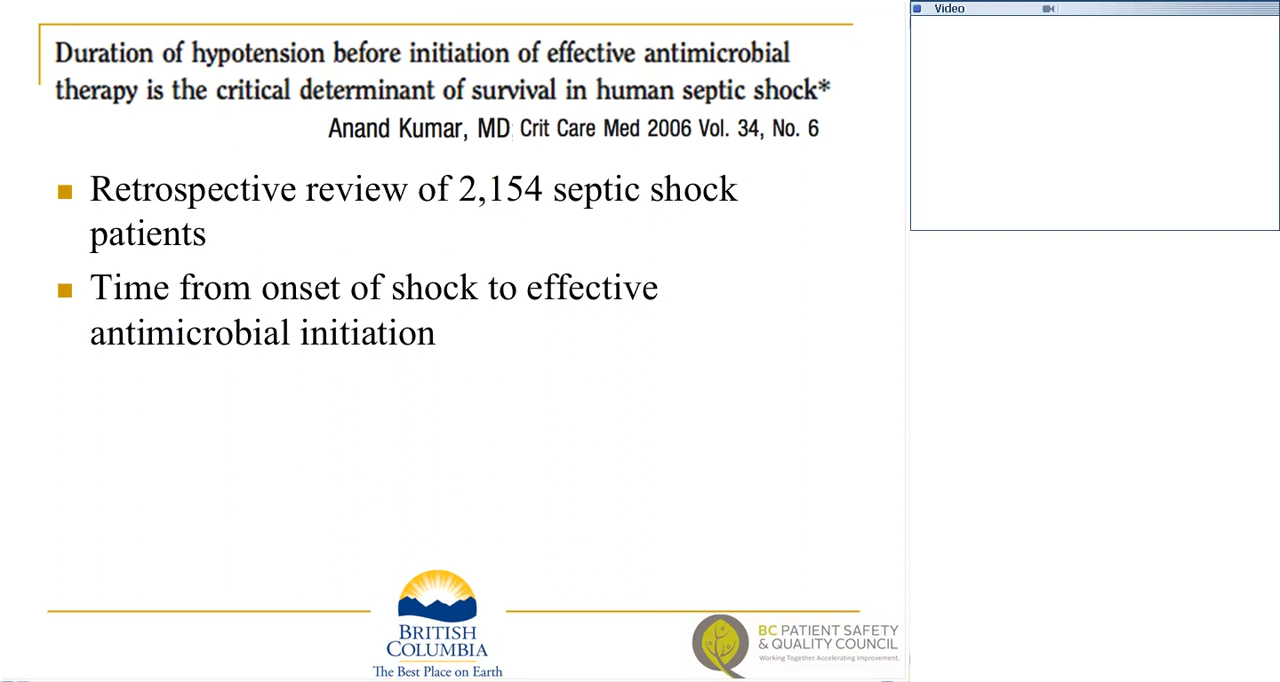 Video
Duration of hypotension before initiation of effective antimicrobial
therapy is the critical determinant of survival in human septic shock*
Anand Kumar, MD Crit Care Med 2006 Vol. 34, No. 6
Retrospective review of 2,154 septic shock
patients
Time from onset of shock to effective
antimicrobial initiation
BRITISH
COLUMBIA
The Best Place on Earth
BC PATIENT SAFETY
& QUALITY COUNCIL
Working Together. Accelerating Improvement.